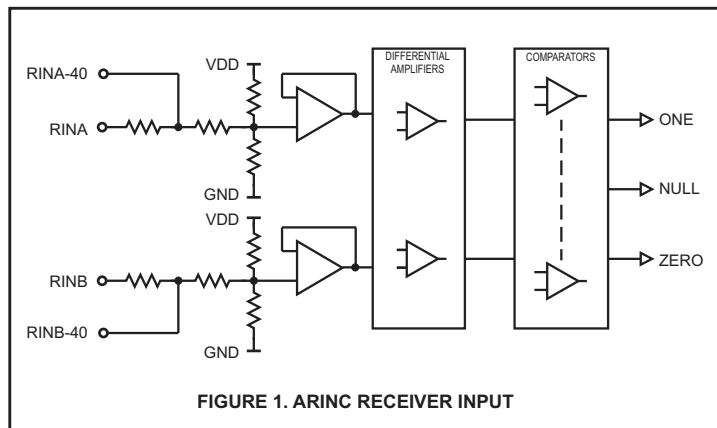 DIFFERENTIAL
AMPLIFIERS
COMPARATORS
VDD
RINA-40
RINA
ONE
GND
NULL
VDD
RINB
ZERO
RINB-40
GND
FIGURE 1. ARINC RECEIVER INPUT